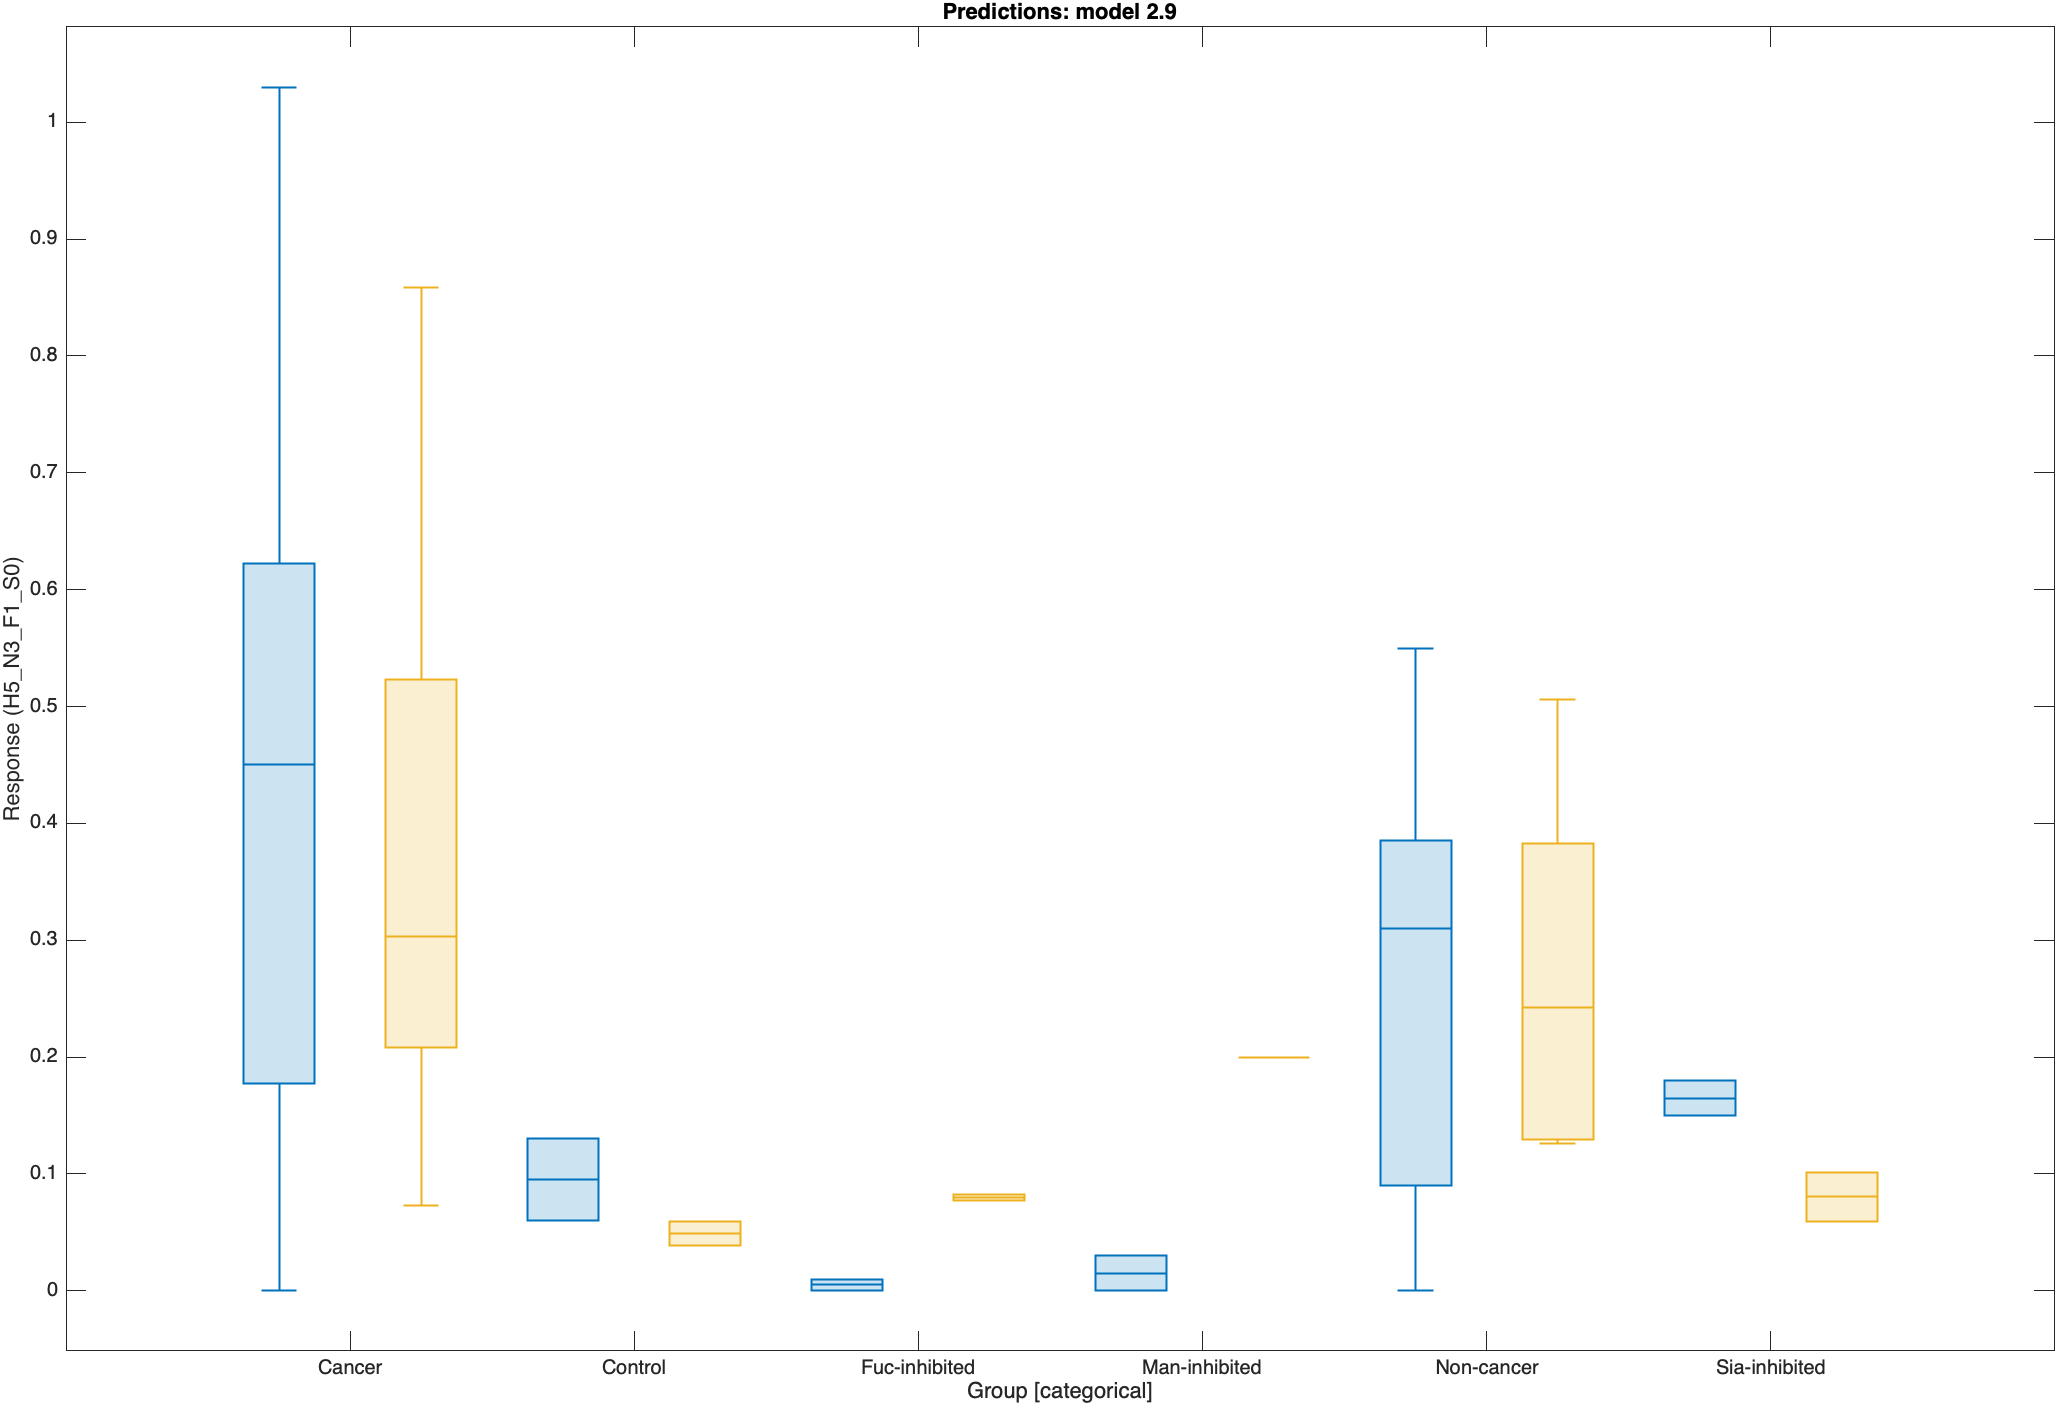 Predictions: model 2.9
1
0.9
0.8
0.7
0.6
0.5
0.4
0.3
0.2
0.1
0
Response (H5_N3_F1_S0)
Cancer Control Fuc-inhibited Man-inhibited Non-cancer Sia-inhibited
Group [categorical]